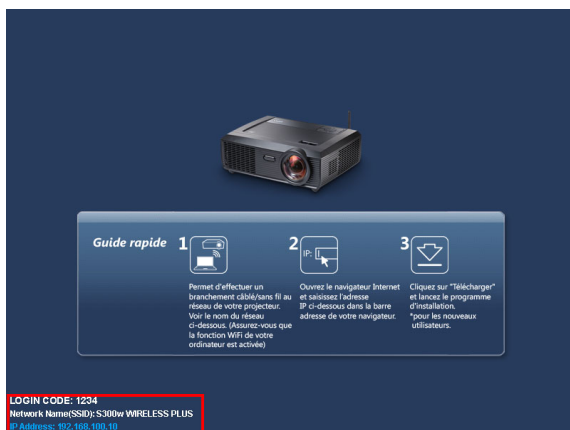 Guide rapide
1
Permet d'effectuer un
branchement câblé/sans fil au
réseau de votre projecteur.
Voir le nom du réseau
ci-dessous. (Assurez-vous que
la fonction WiFi de votre
ordinateur est activée)
2
IP:
Ouvrez le navigateur Internet
et saisissez l'adresse
IP ci-dessous dans la barre
adresse de votre navigateur.
3
Cliquez sur "Télécharger"
et lancez le programme
d'installation.
*pour les nouveaux
utilisateurs.
LOGIN CODE: 1234
Network Name(SSID): S300w WIRELESS PLUS
IP Address: 192.168.100.10